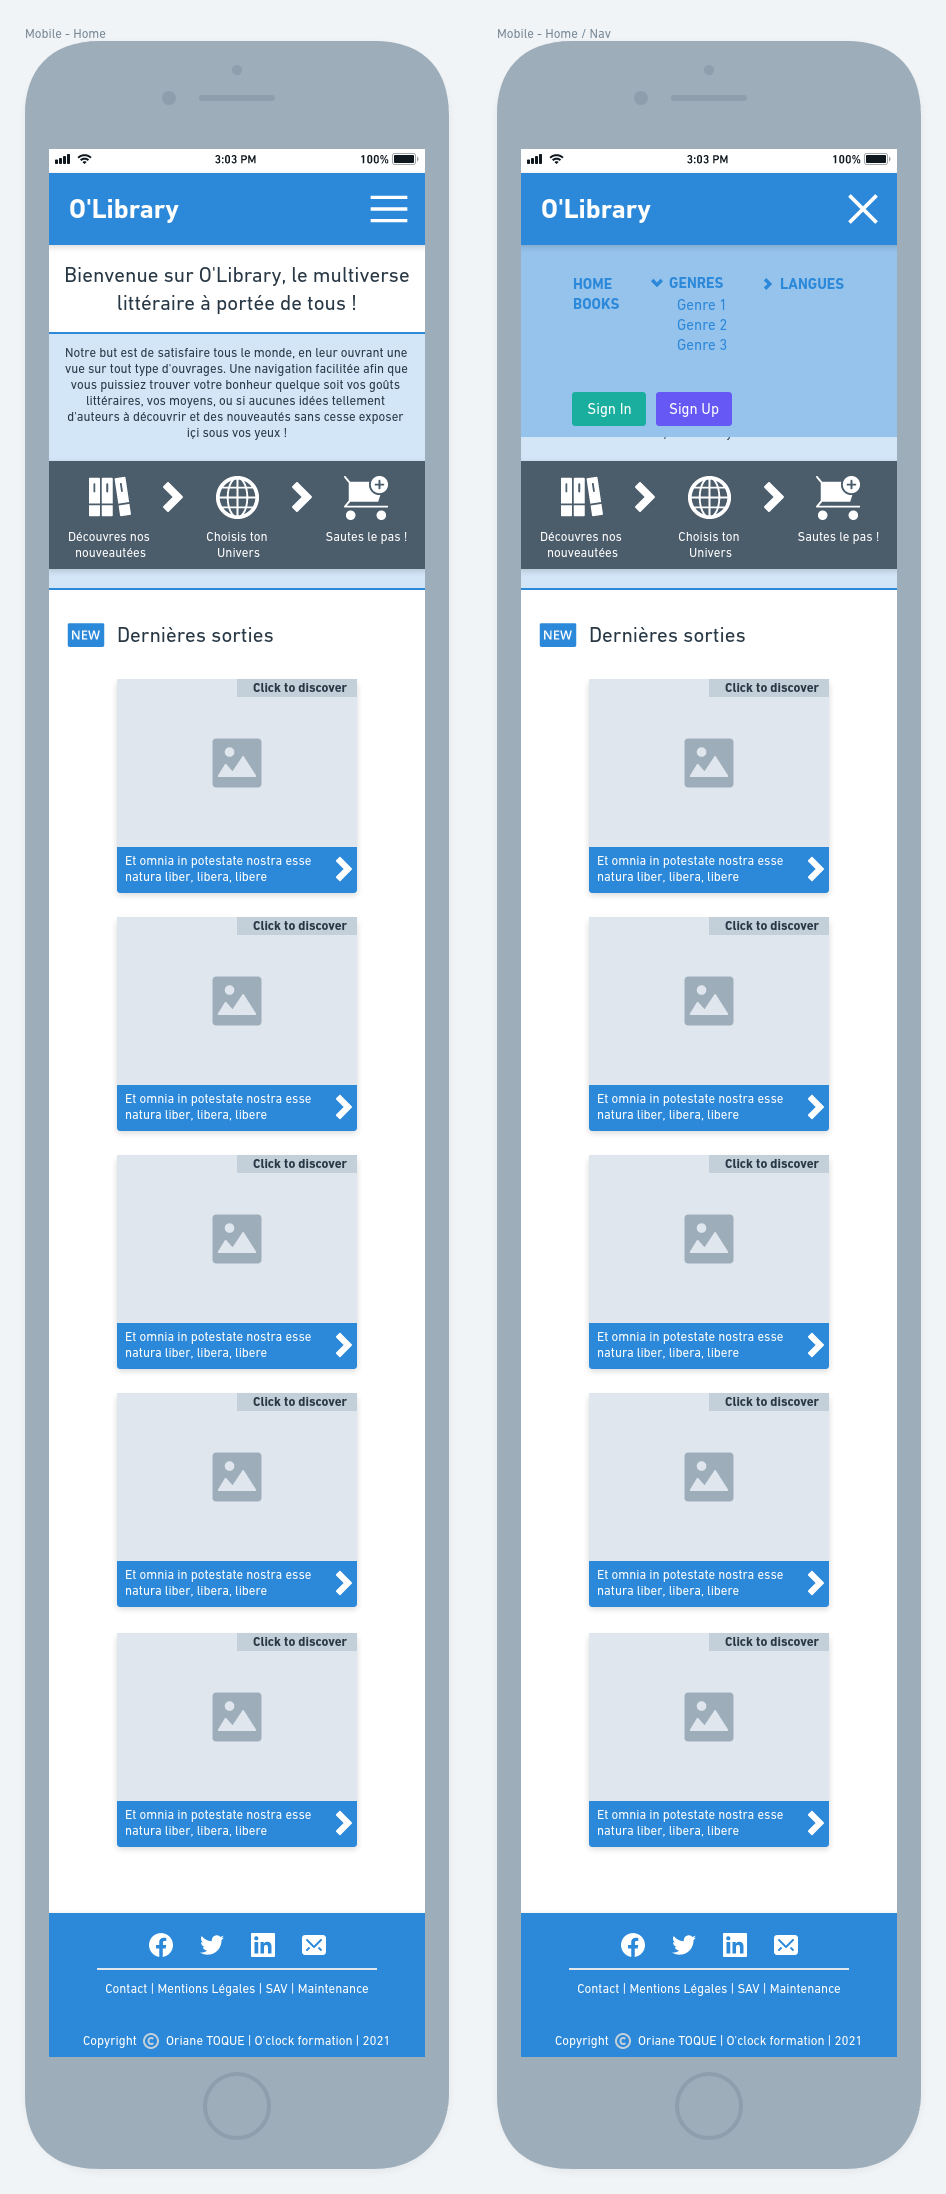 Mobile - Home
3:03 PM
100%
O'Library
Bienvenue sur O'Library, le multiverse
littéraire à portée de tous !
Notre but est de satisfaire tous le monde, en leur ouvrant une
vue sur tout type d'ouvrages. Une navigation facilitée afin que
vous puissiez trouver votre bonheur quelque soit vos goûts
littéraires, vos moyens, ou si aucunes idées tellement
d'auteurs à découvrir et des nouveautés sans cesse exposer
içi sous vos yeux !
Découvres nos
nouveautées
Choisis ton
Univers
Sautes le pas !
NEW Dernières sorties
Click to discover
Et omnia in potestate nostra esse
natura liber, libera, libere
Click to discover
Et omnia in potestate nostra esse
natura liber, libera, libere
Click to discover
Et omnia in potestate nostra esse
natura liber, libera, libere
Click to discover
Et omnia in potestate nostra esse
natura liber, libera, libere
Click to discover
Et omnia in potestate nostra esse
natura liber, libera, libere
Contact | Mentions Légales | SAV | Maintenance
Copyright © Oriane TOQUE | O'clock formation | 2021
Mobile - Home / Nav
3:03 PM
100%
O'Library
HOME
BOOKS
GENRES
Genre 1
Genre 2
Genre 3
LANGUES
Sign In
Sign Up
Découvres nos
nouveautées
Choisis ton
Univers
Sautes le pas !
NEW Dernières sorties
Click to discover
Et omnia in potestate nostra esse
natura liber, libera, libere
Click to discover
Et omnia in potestate nostra esse
natura liber, libera, libere
Click to discover
Et omnia in potestate nostra esse
natura liber, libera, libere
Click to discover
Et omnia in potestate nostra esse
natura liber, libera, libere
Click to discover
Et omnia in potestate nostra esse
natura liber, libera, libere
Contact | Mentions Légales | SAV | Maintenance
Copyright © Oriane TOQUE | O'clock formation | 2021